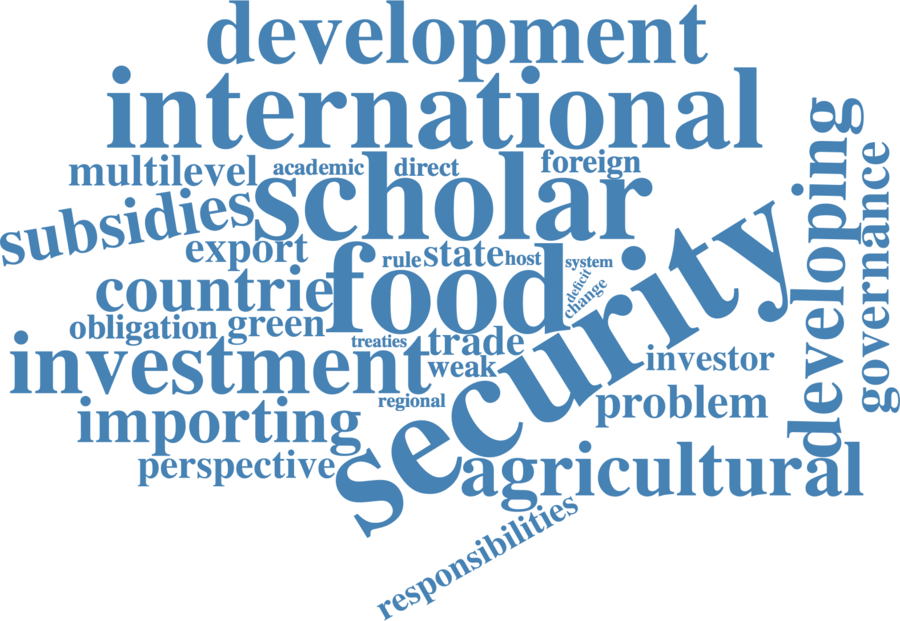 development
international
multilevel
academic
direct
foreign
scholar
subsidies
export
rule
state
host
system
food
deficit
change
countrie
obligation
green
treaties
trade
investment
weak
regional
security
investor
developing
governance
importing
problem
perspective
agricultural
responsibilities